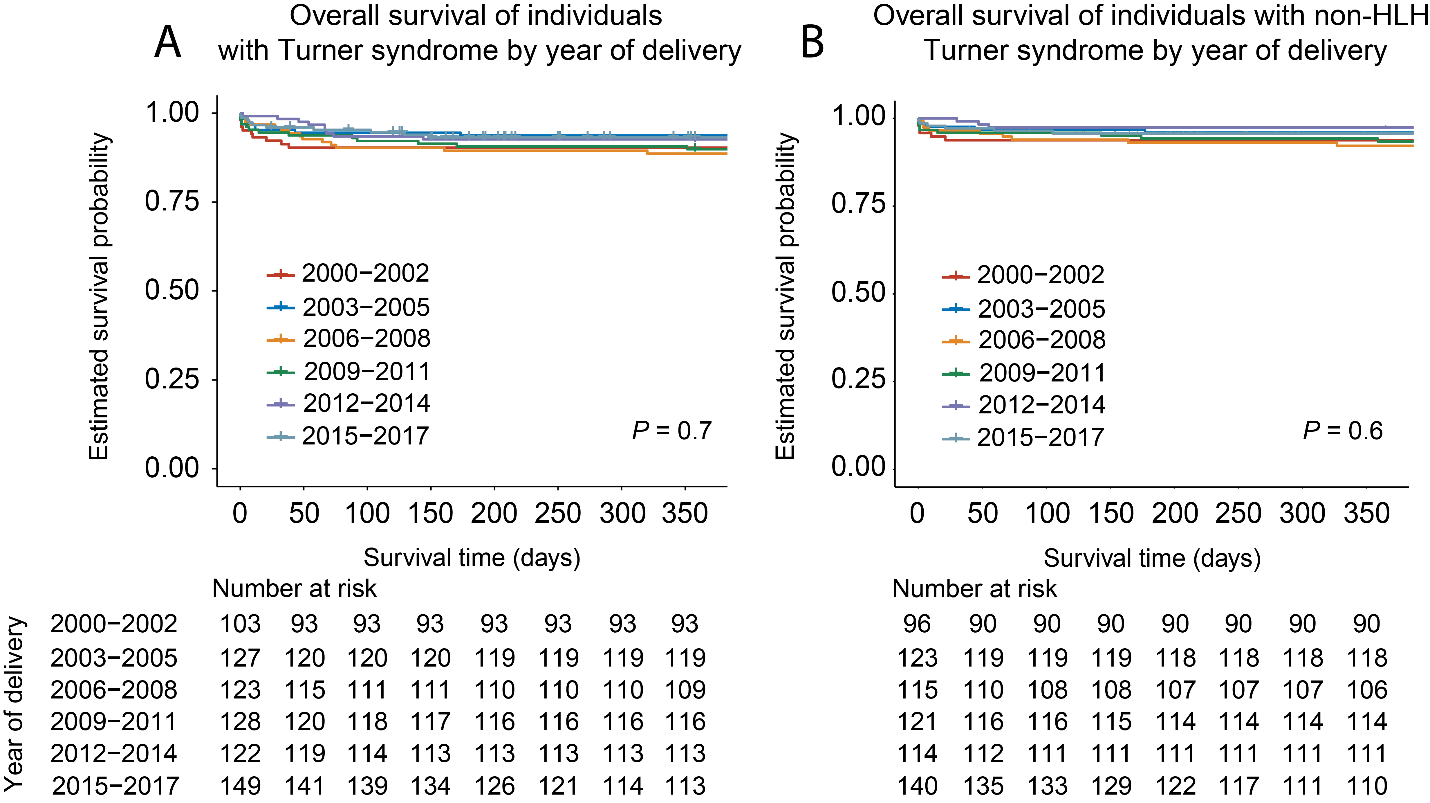 A
Overall survival of individuals
with Turner syndrome by year of delivery
Estimated survival probability
1.00
0.75
0.50
0.25
0.00
2000−2002
2003−2005
2006−2008
2009−2011
2012−2014
2015−2017
P = 0.7
0 50 100 150 200 250 300 350
Survival time (days)
B
Overall survival of individuals with non-HLH
Turner syndrome by year of delivery
Estimated survival probability
1.00
0.75
0.50
0.25
0.00
2000−2002
2003−2005
2006−2008
2009−2011
2012−2014
2015−2017
P = 0.6
0 50 100 150 200 250 300 350
Survival time (days)
Year of delivery
Number at risk
2000−2002 103 93 93 93 93 93 93 93
2003−2005 127 120 120 120 119 119 119 119
2006−2008 123 115 111 111 110 110 110 109
2009−2011 128 120 118 117 116 116 116 116
2012−2014 122 119 114 113 113 113 113 113
2015−2017 149 141 139 134 126 121 114 113
Number at risk
96 90 90 90 90 90 90 90
123 119 119 119 118 118 118 118
115 110 108 108 107 107 107 106
121 116 116 115 114 114 114 114
114 112 111 111 111 111 111 111
140 135 133 129 122 117 111 110